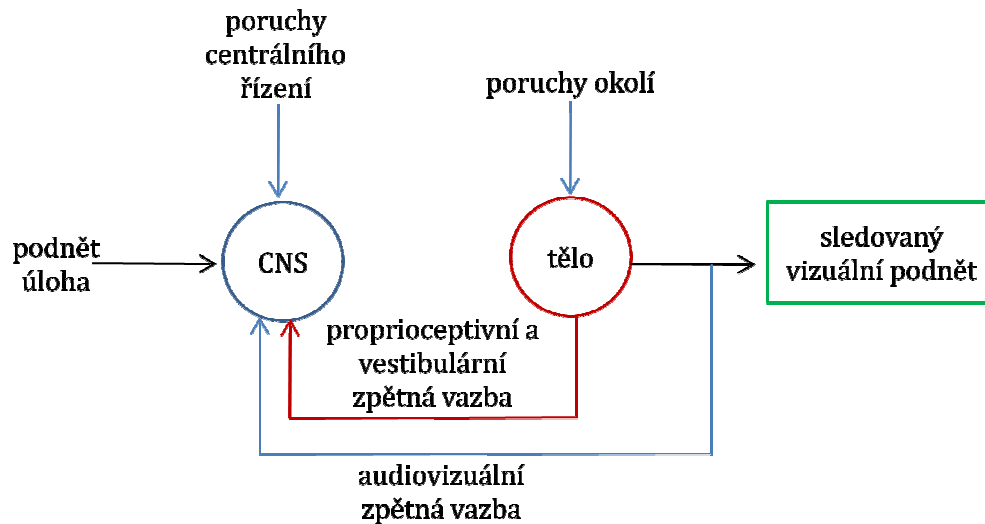 poruchy
centrálního
řízení
poruchy okolí
podnět
úloha
CNS
tělo
sledovaný
vizuální podnět
proprioceptivní a
vestibulární
zpětná vazba
audiovizuální
zpětná vazba